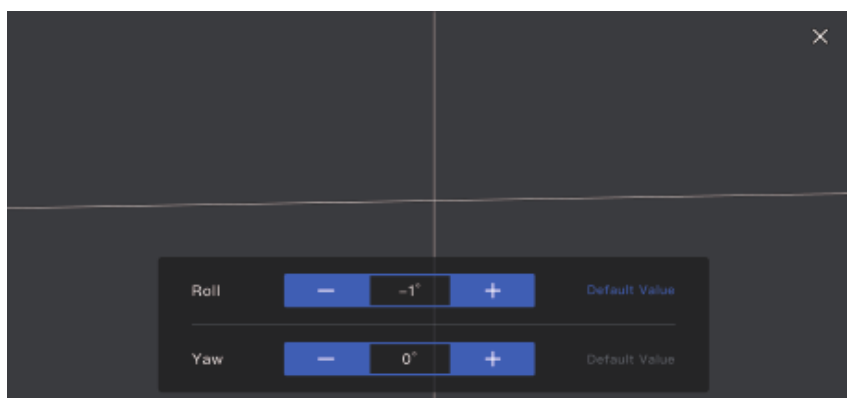 Roll − -1° + Default Value
Yaw − 0° + Default Value